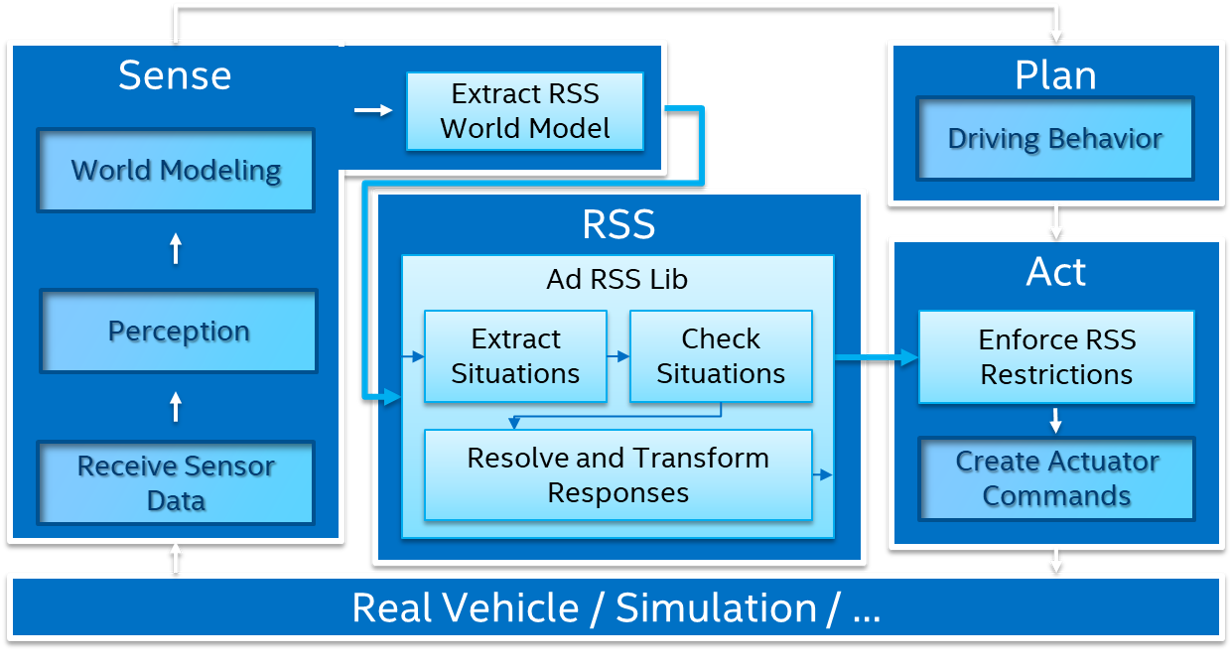 Sense
Extract RSS
World Model
World Modeling
Perception
Receive Sensor
Data
RSS
Ad RSS Lib
Extract
Situations
Check
Situations
Resolve and Transform
Responses
Plan
Driving Behavior
Act
Enforce RSS
Restrictions
Create Actuator
Commands
Real Vehicle / Simulation / ...